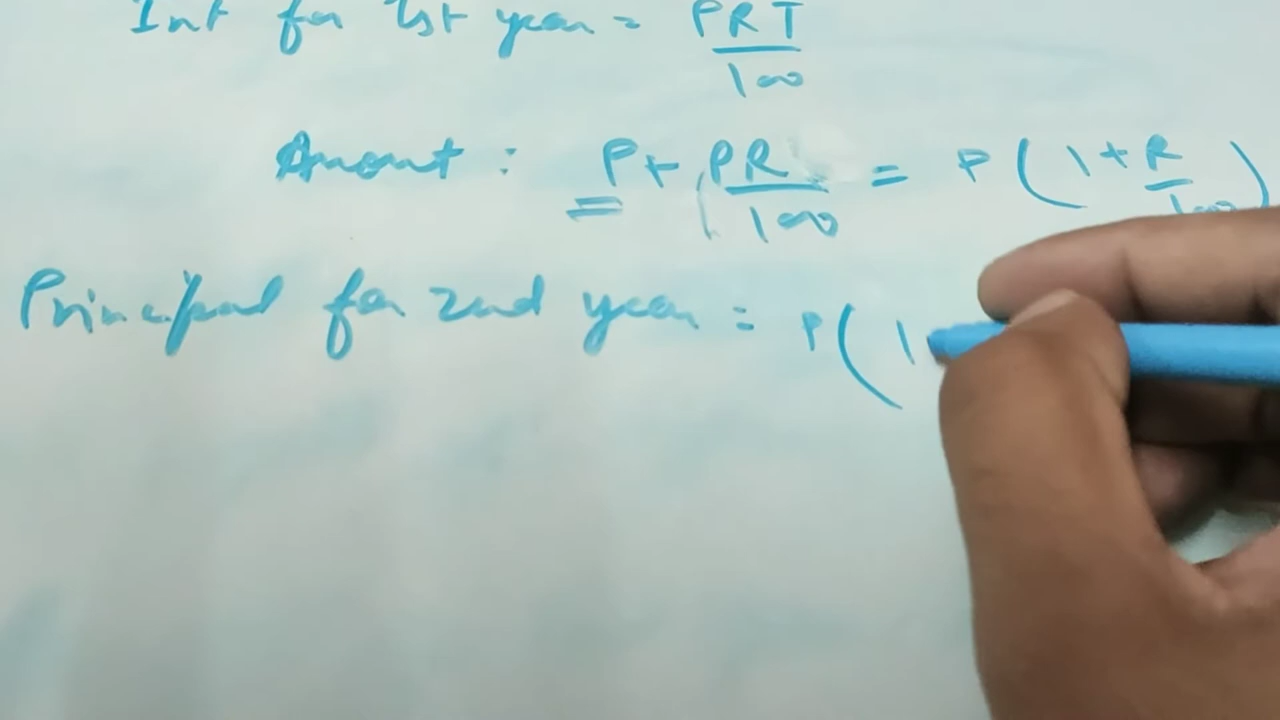 Int for 1st year = PRT/100
Amount : P + PR/100 = P(1 + R/100)
Principal for 2nd year = P(1